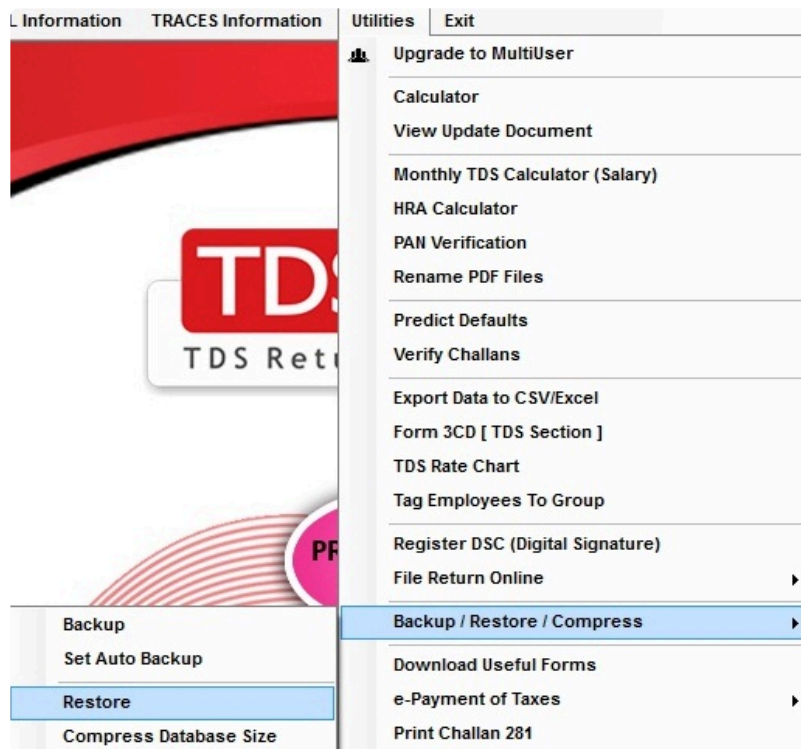 L Information TRACES Information Utilities Exit
Upgrade to MultiUser
Calculator
View Update Document
Monthly TDS Calculator (Salary)
HRA Calculator
PAN Verification
Rename PDF Files
Predict Defaults
Verify Challans
Export Data to CSV/Excel
Form 3CD [ TDS Section ]
TDS Rate Chart
Tag Employees To Group
Register DSC (Digital Signature)
File Return Online
Backup / Restore / Compress
Download Useful Forms
e-Payment of Taxes
Print Challan 281
TDS
TDS Retu
PR
Backup
Set Auto Backup
Restore
Compress Database Size